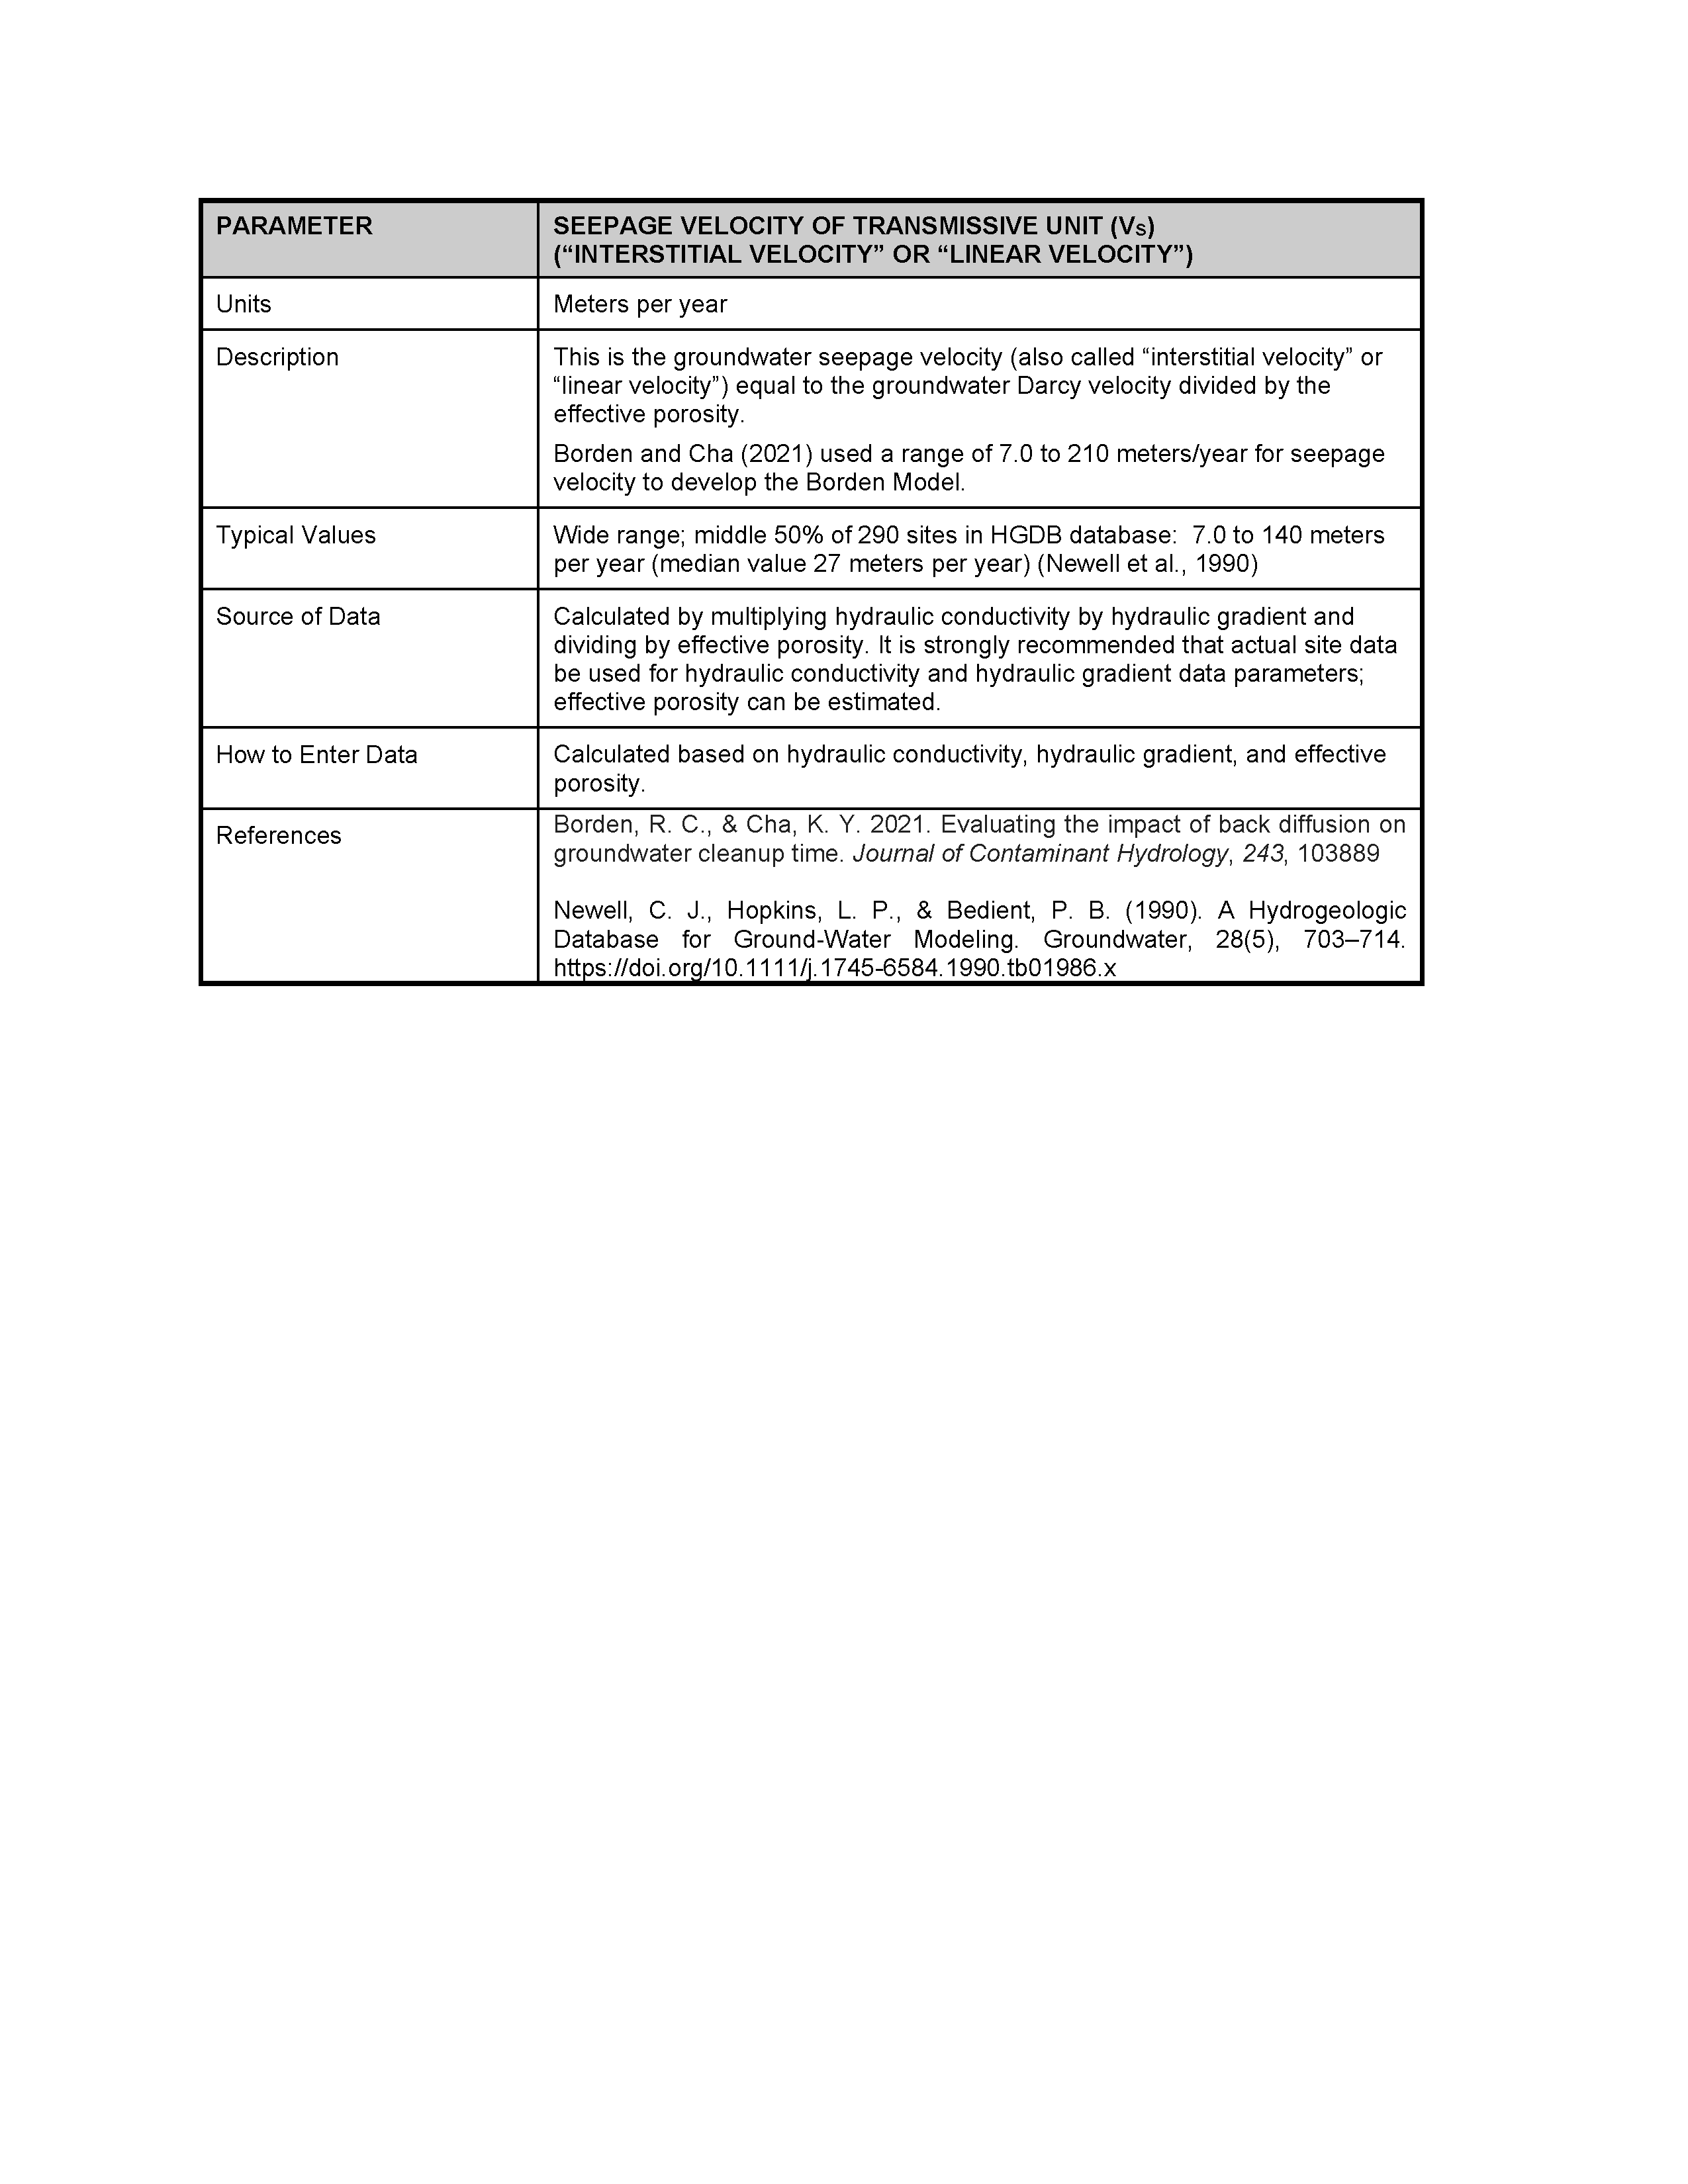 PARAMETER
SEEPAGE VELOCITY OF TRANSMISSIVE UNIT (Vs)
(“INTERSTITIAL VELOCITY” OR “LINEAR VELOCITY”)
Units
Meters per year
Description
This is the groundwater seepage velocity (also called “interstitial velocity” or
“linear velocity”) equal to the groundwater Darcy velocity divided by the
effective porosity.
Borden and Cha (2021) used a range of 7.0 to 210 meters/year for seepage
velocity to develop the Borden Model.
Typical Values
Wide range; middle 50% of 290 sites in HGDB database:  7.0 to 140 meters
per year (median value 27 meters per year) (Newell et al., 1990)
Source of Data
Calculated by multiplying hydraulic conductivity by hydraulic gradient and
dividing by effective porosity. It is strongly recommended that actual site data
be used for hydraulic conductivity and hydraulic gradient data parameters;
effective porosity can be estimated.
How to Enter Data
Calculated based on hydraulic conductivity, hydraulic gradient, and effective
porosity.
References
Borden, R. C., & Cha, K. Y. 2021. Evaluating the impact of back diffusion on
groundwater cleanup time. Journal of Contaminant Hydrology, 243, 103889
Newell, C. J., Hopkins, L. P., & Bedient, P. B. (1990). A Hydrogeologic
Database for Ground-Water Modeling. Groundwater, 28(5), 703–714.
https://doi.org/10.1111/j.1745-6584.1990.tb01986.x